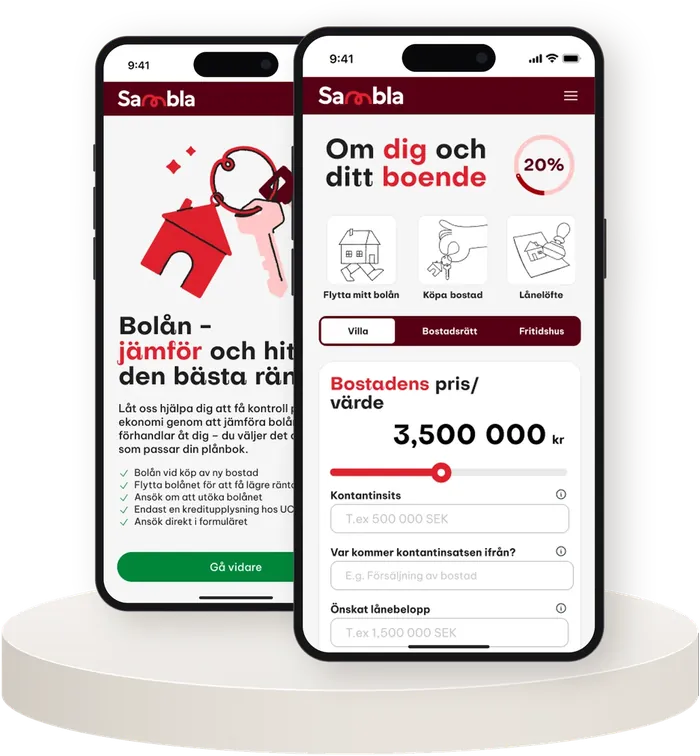 9:41
Sambla
Bolån –
jämför och hit
den bästa rän
Låt oss hjälpa dig att få kontroll
ekonomi genom att jämföra bolån
förhandlar åt dig – du väljer det
som passar din plånbok.
Bolån vid köp av ny bostad
Flytta bolånet för att få lägre ränta
Ansök om att utöka bolånet
Endast en kreditupplysning hos UC
Ansök direkt i formuläret
Gå vidare
9:41
Sambla
Om dig och
ditt boende
20%
Flytta mitt bolån
Köpa bostad
Lånelöfte
Villa
Bostadsrätt
Fritidshus
Bostadens pris/
värde
3,500 000 kr
Kontantinsits
T.ex 500 000 SEK
Var kommer kontantinsatsen ifrån?
E.g. Försäljning av bostad
Önskat lånebelopp
T.ex 1,500 000 SEK